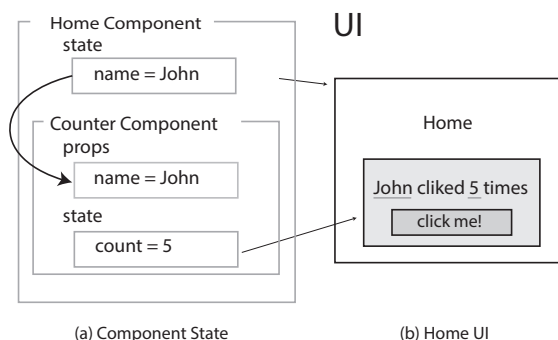 Home Component
state
name = John
Counter Component
props
name = John
state
count = 5
(a) Component State
UI
Home
John cliked 5 times
click me!
(b) Home UI